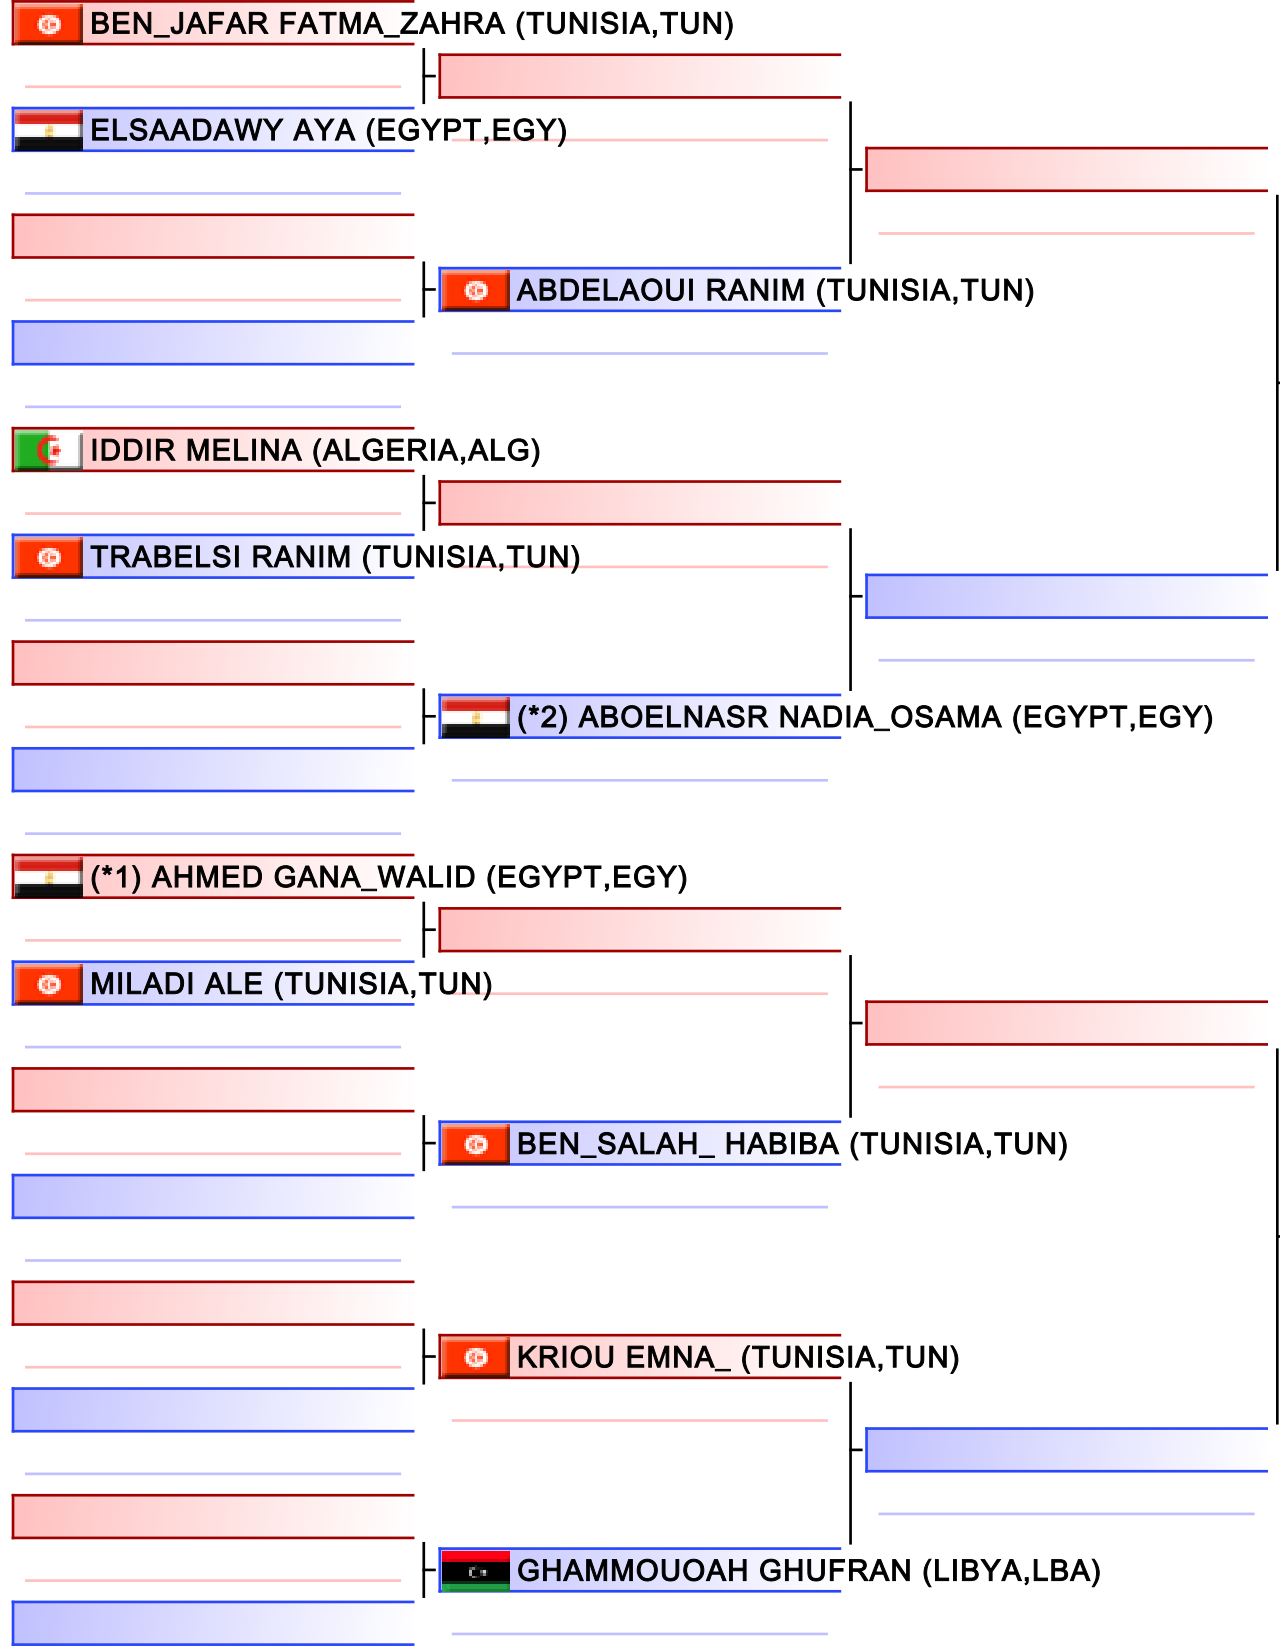 BEN_JAFAR FATMA_ZAHRA (TUNISIA,TUN)
ELSAADAWY AYA (EGYPT,EGY)
ABDELAOUI RANIM (TUNISIA,TUN)
IDDIR MELINA (ALGERIA,ALG)
TRABELSI RANIM (TUNISIA,TUN)
(*2) ABOELNASR NADIA_OSAMA (EGYPT,EGY)
(*1) AHMED GANA_WALID (EGYPT,EGY)
MILADI ALE (TUNISIA,TUN)
BEN_SALAH_ HABIBA (TUNISIA,TUN)
KRIOU EMNA_ (TUNISIA,TUN)
GHAMMOUOAH GHUFRAN (LIBYA,LBA)